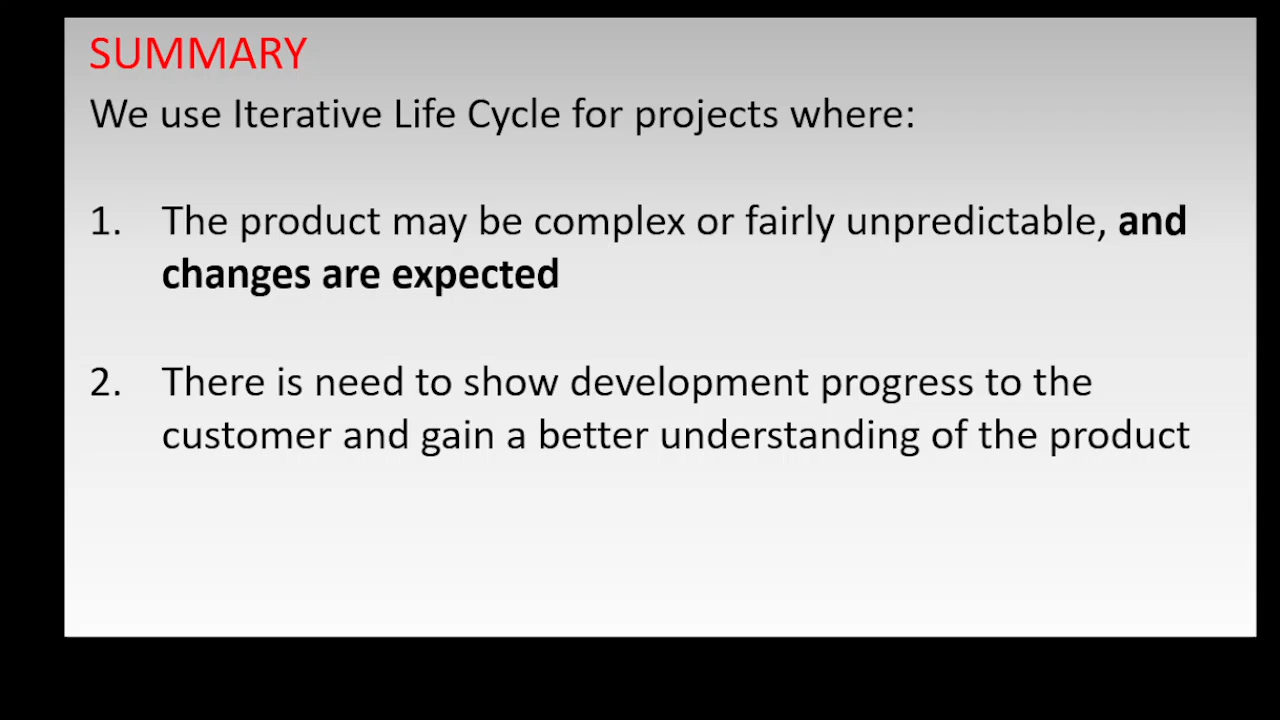 SUMMARY
We use Iterative Life Cycle for projects where:
1. The product may be complex or fairly unpredictable, and
changes are expected
2. There is need to show development progress to the
customer and gain a better understanding of the product